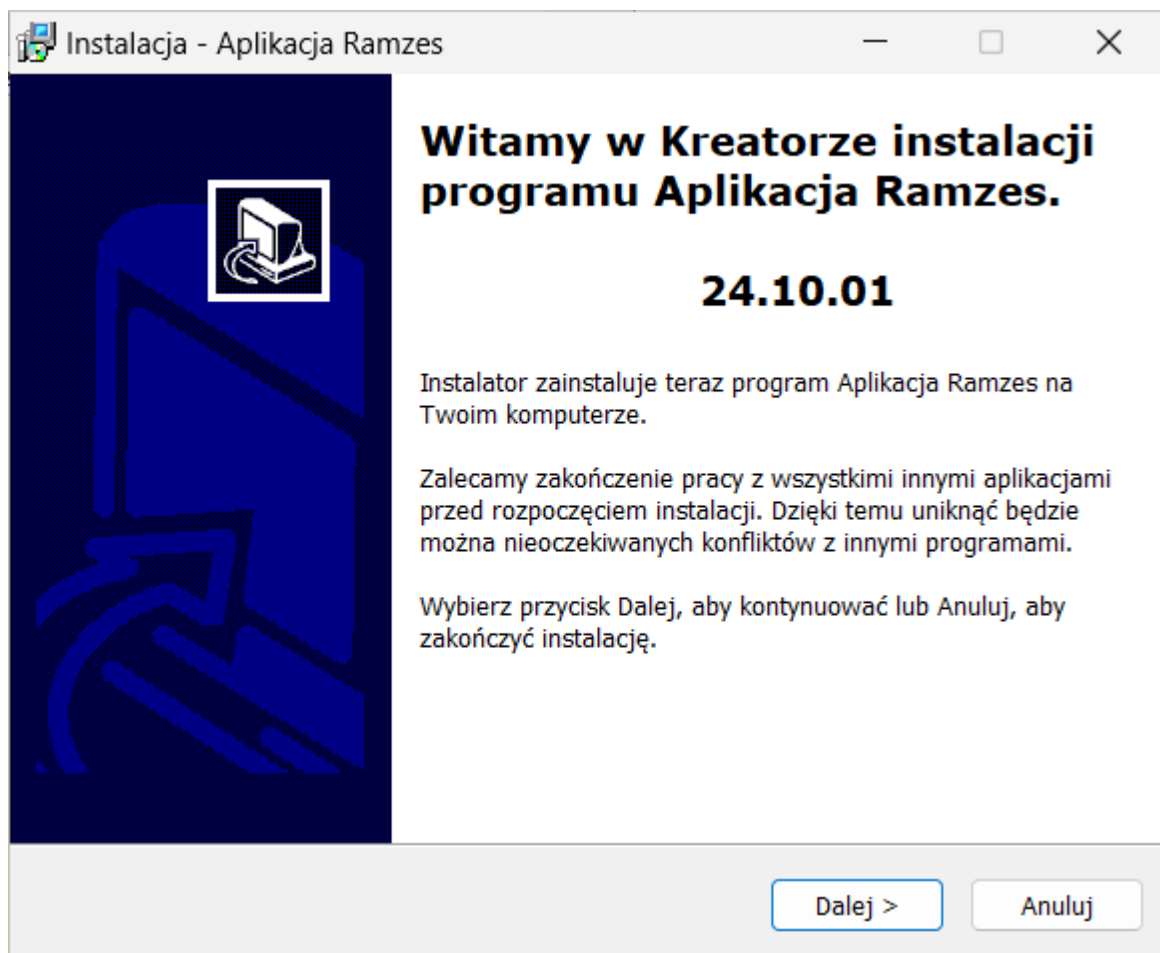 Instalacja - Aplikacja Ramzes
Witamy w Kreatorze instalacji
programu Aplikacja Ramzes.
24.10.01
Instalator zainstaluje teraz program Aplikacja Ramzes na
Twoim komputerze.
Zalecamy zakończenie pracy z wszystkimi innymi aplikacjami
przed rozpoczęciem instalacji. Dzięki temu uniknąć będzie
można nieoczekiwanych konfliktów z innymi programami.
Wybierz przycisk Dalej, aby kontynuować lub Anuluj, aby
zakończyć instalację.
Dalej >
Anuluj